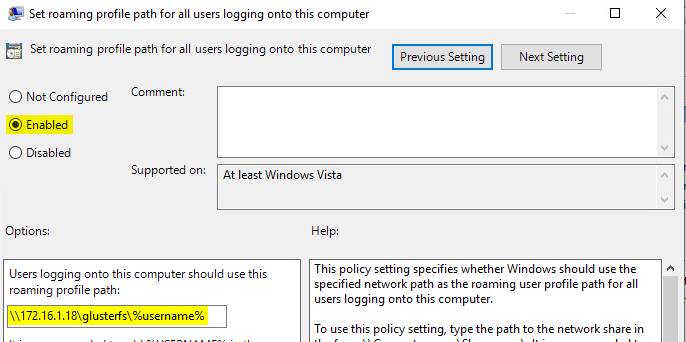 Set roaming profile path for all users logging onto this computer
Set roaming profile path for all users logging onto this computer
Previous Setting
Next Setting
Not Configured
Comment:
Enabled
Disabled
Supported on:
At least Windows Vista
Options:
Help:
Users logging onto this computer should use this
roaming profile path:
\\172.16.1.18\glusterfs\%username%
This policy setting specifies whether Windows should use the
specified network path as the roaming user profile path for all
users logging onto this computer.
To use this policy setting, type the path to the network share in